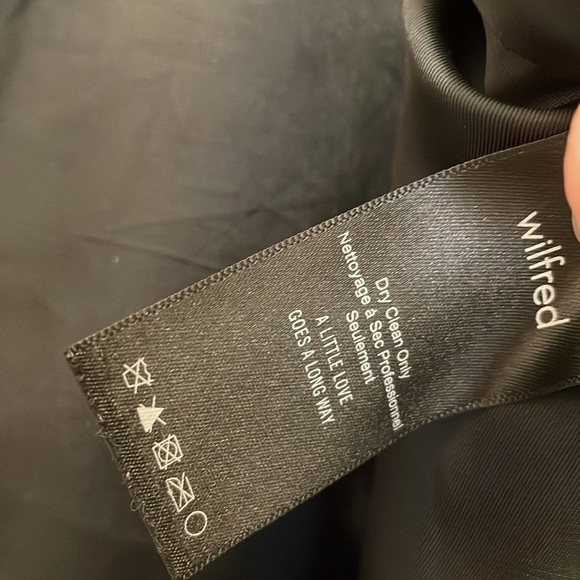 wilfred
Dry Clean Only
Nettoyage à Sec Professionnel
Seulement
A LITTLE LOVE
GOES A LONG WAY.